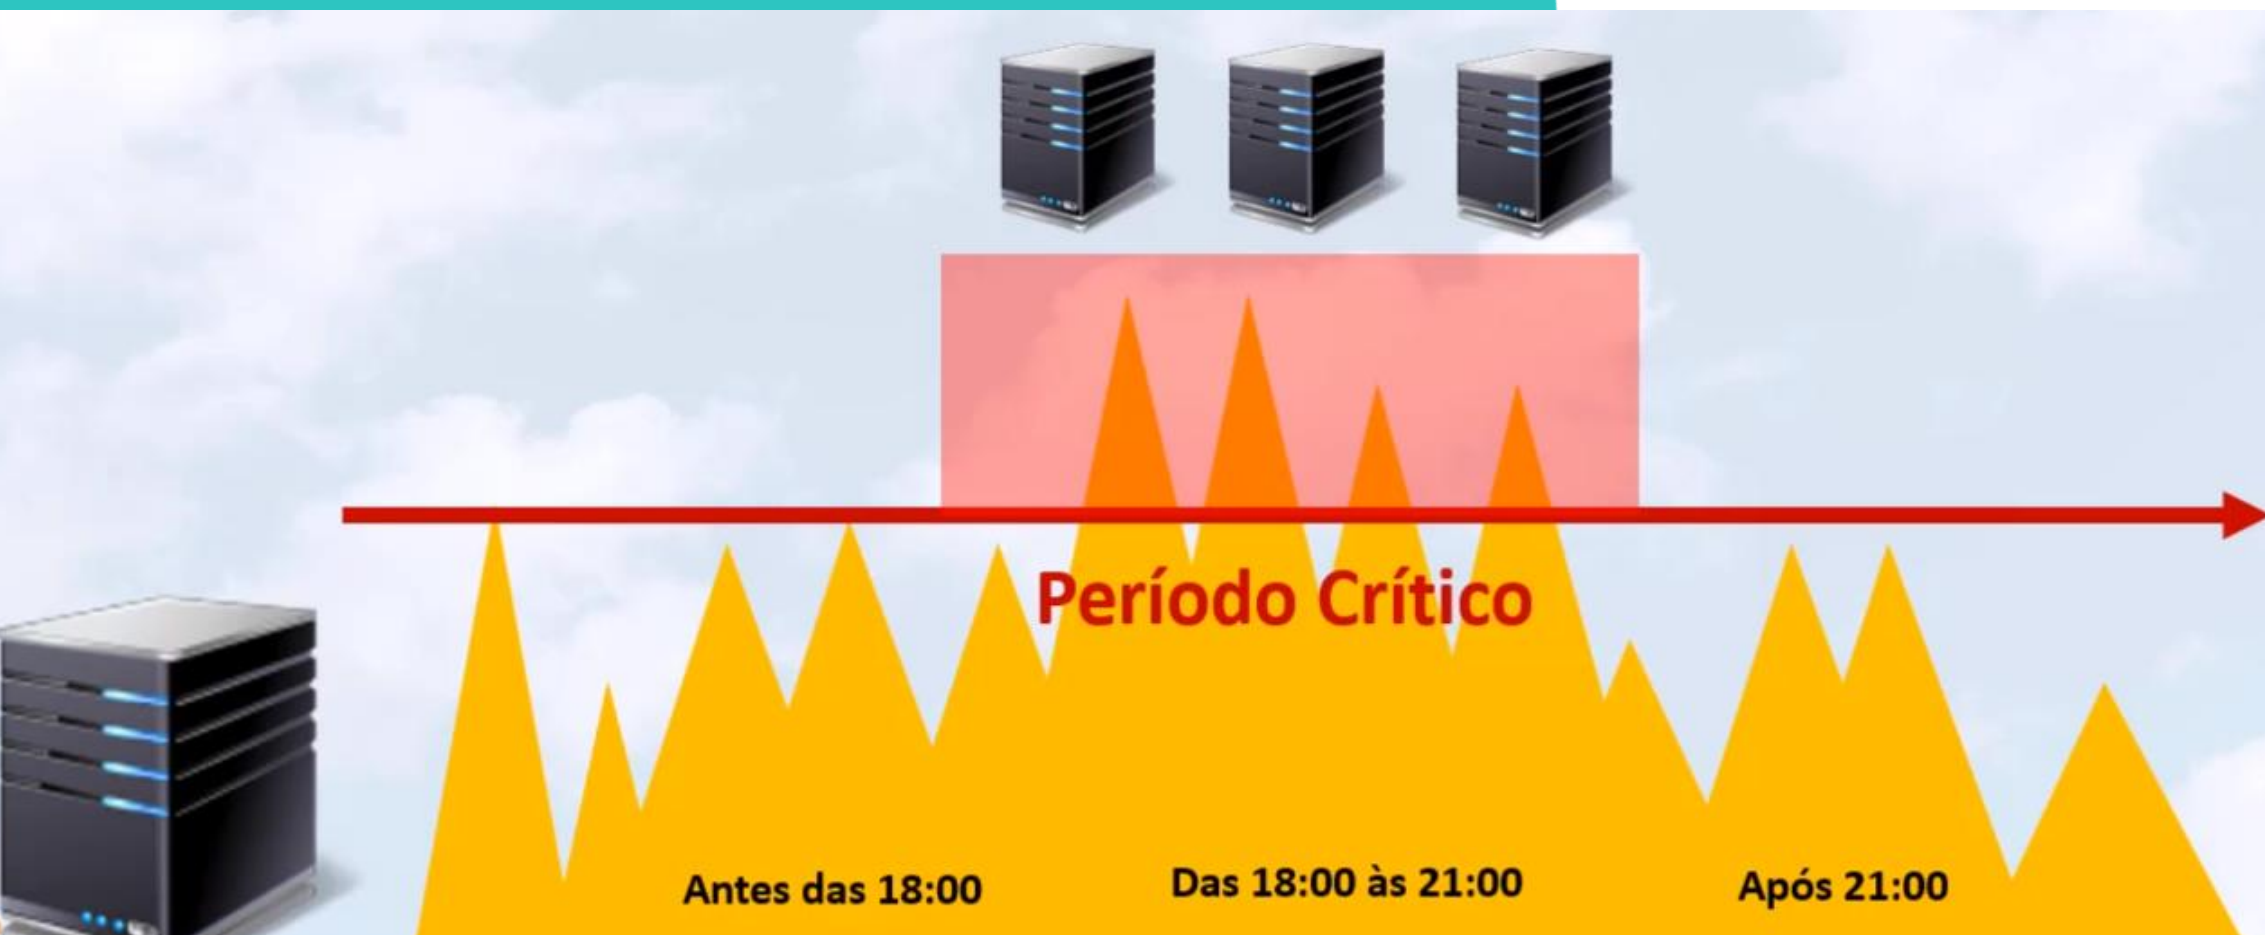 Período Crítico
Antes das 18:00
Das 18:00 às 21:00
Após 21:00